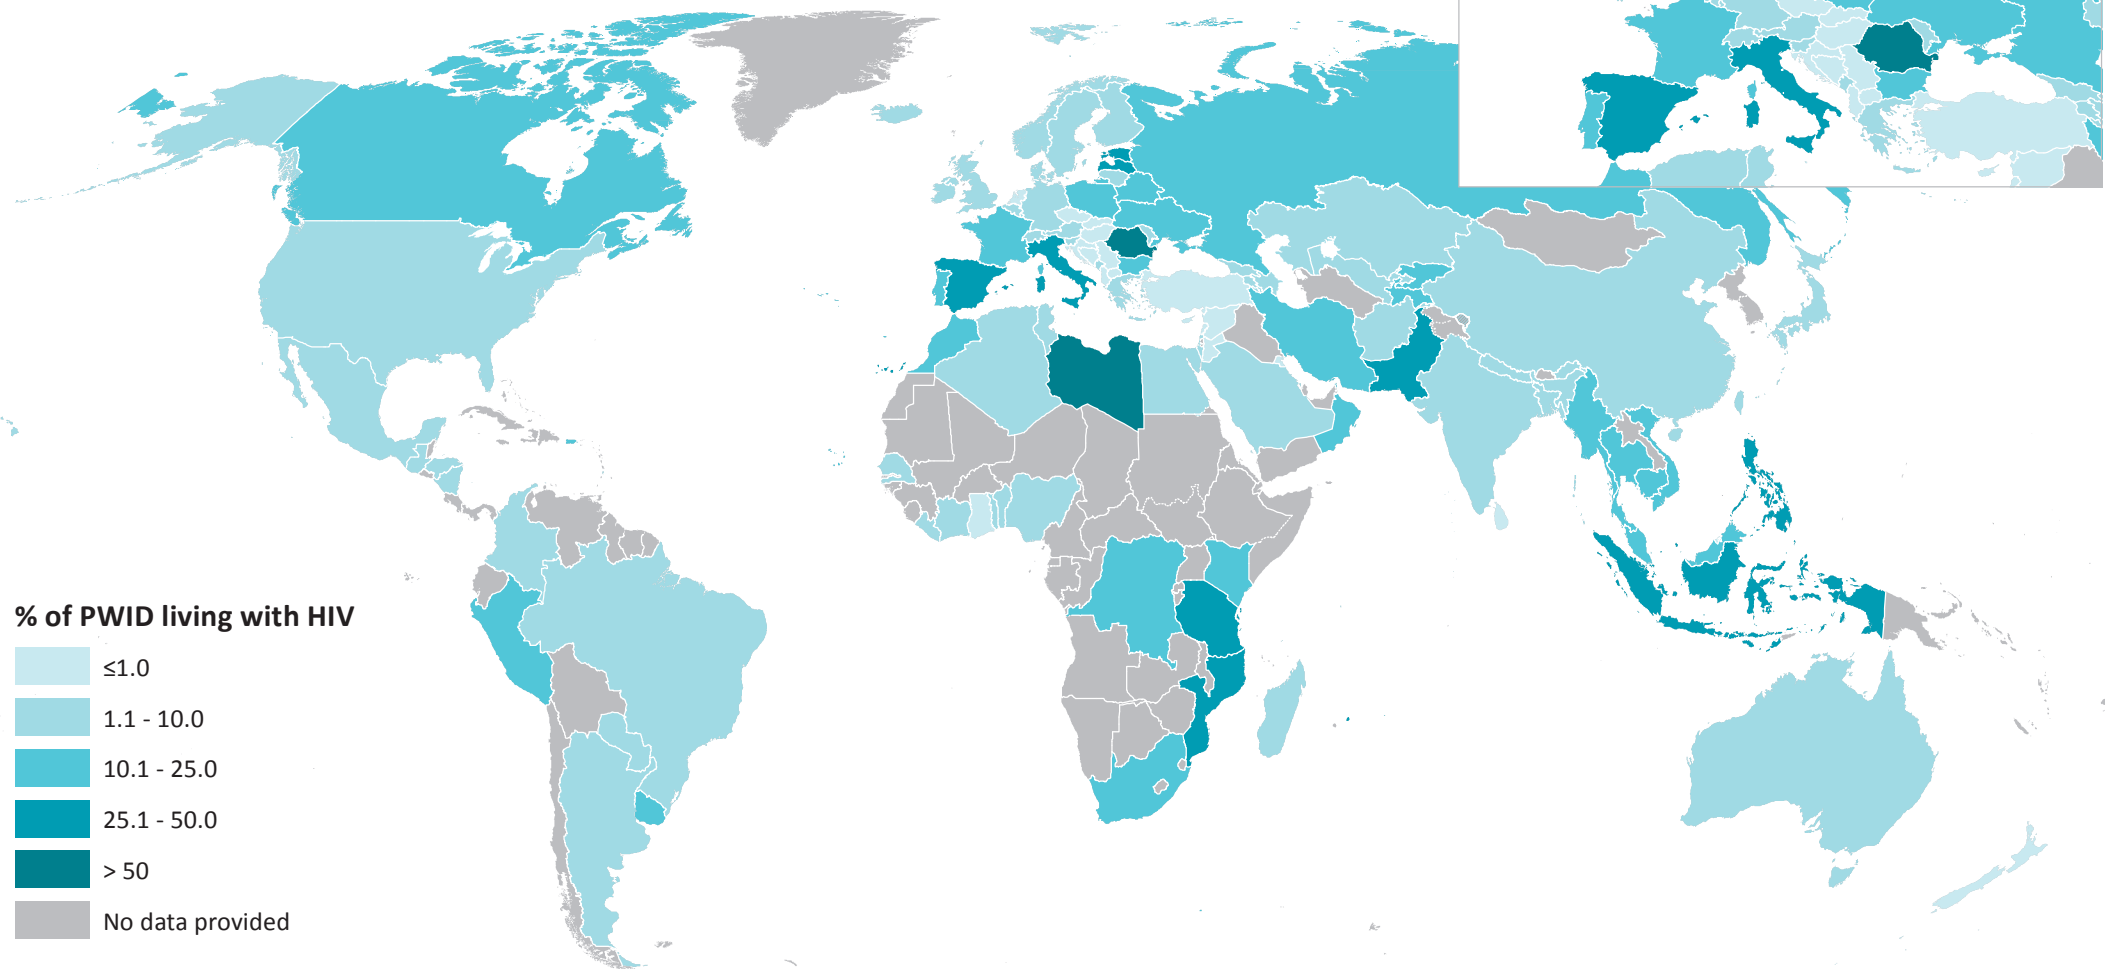 % of PWID living with HIV
≤1.0
1.1 - 10.0
10.1 - 25.0
25.1 - 50.0
> 50
No data provided